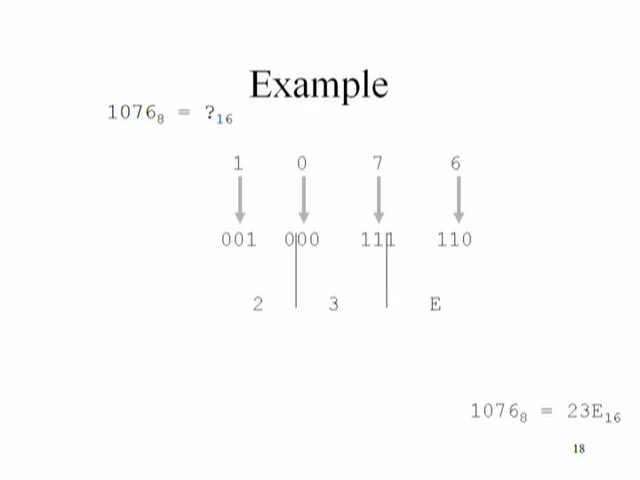 Example
1076₈ = ?₁₆
1 0 7 6
001 000 111 110
2 3 E
1076₈ = 23E₁₆
18